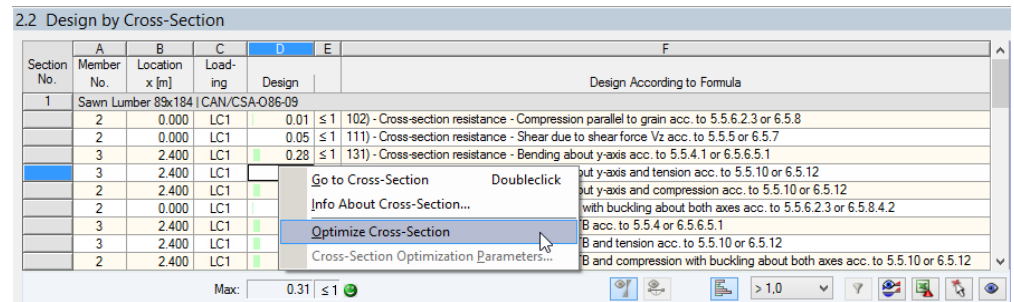 2.2 Design by Cross-Section
A B C D E F
Section Member Location Load-
No. No. x [m] ing Design Design According to Formula
1 Sawn Lumber 89x184 | CAN/CSA-O86-09
2 0.000 LC1 0.01 ≤ 1 102) - Cross-section resistance - Compression parallel to grain acc. to 5.5.6.2.3 or 6.5.8
2 0.000 LC1 0.05 ≤ 1 111) - Cross-section resistance - Shear due to shear force Vz acc. to 5.5.5 or 6.5.7
3 2.400 LC1 0.28 ≤ 1 131) - Cross-section resistance - Bending about y-axis acc. to 5.5.4.1 or 6.5.6.5.1
3 2.400 LC1 out y-axis and tension acc. to 5.5.10 or 6.5.12
Go to Cross-Section Doubleclick
2 2.400 LC1 out y-axis and compression acc. to 5.5.10 or 6.5.12
Info About Cross-Section...
2 0.000 LC1 with buckling about both axes acc. to 5.5.6.2.3 or 6.5.8.4.2
3 2.400 LC1 B acc. to 5.5.4 or 6.5.6.5.1
Optimize Cross-Section
3 2.400 LC1 B and tension acc. to 5.5.10 or 6.5.12
Cross-Section Optimization Parameters...
2 2.400 LC1 B and compression with buckling about both axes acc. to 5.5.10 or 6.5.12
Max: 0.31 ≤ 1 > 1,0